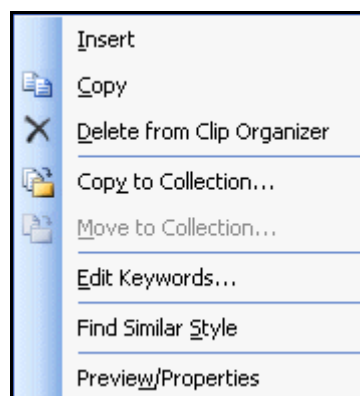 Insert
Copy
Delete from Clip Organizer
Copy to Collection...
Move to Collection...
Edit Keywords...
Find Similar Style
Preview/Properties